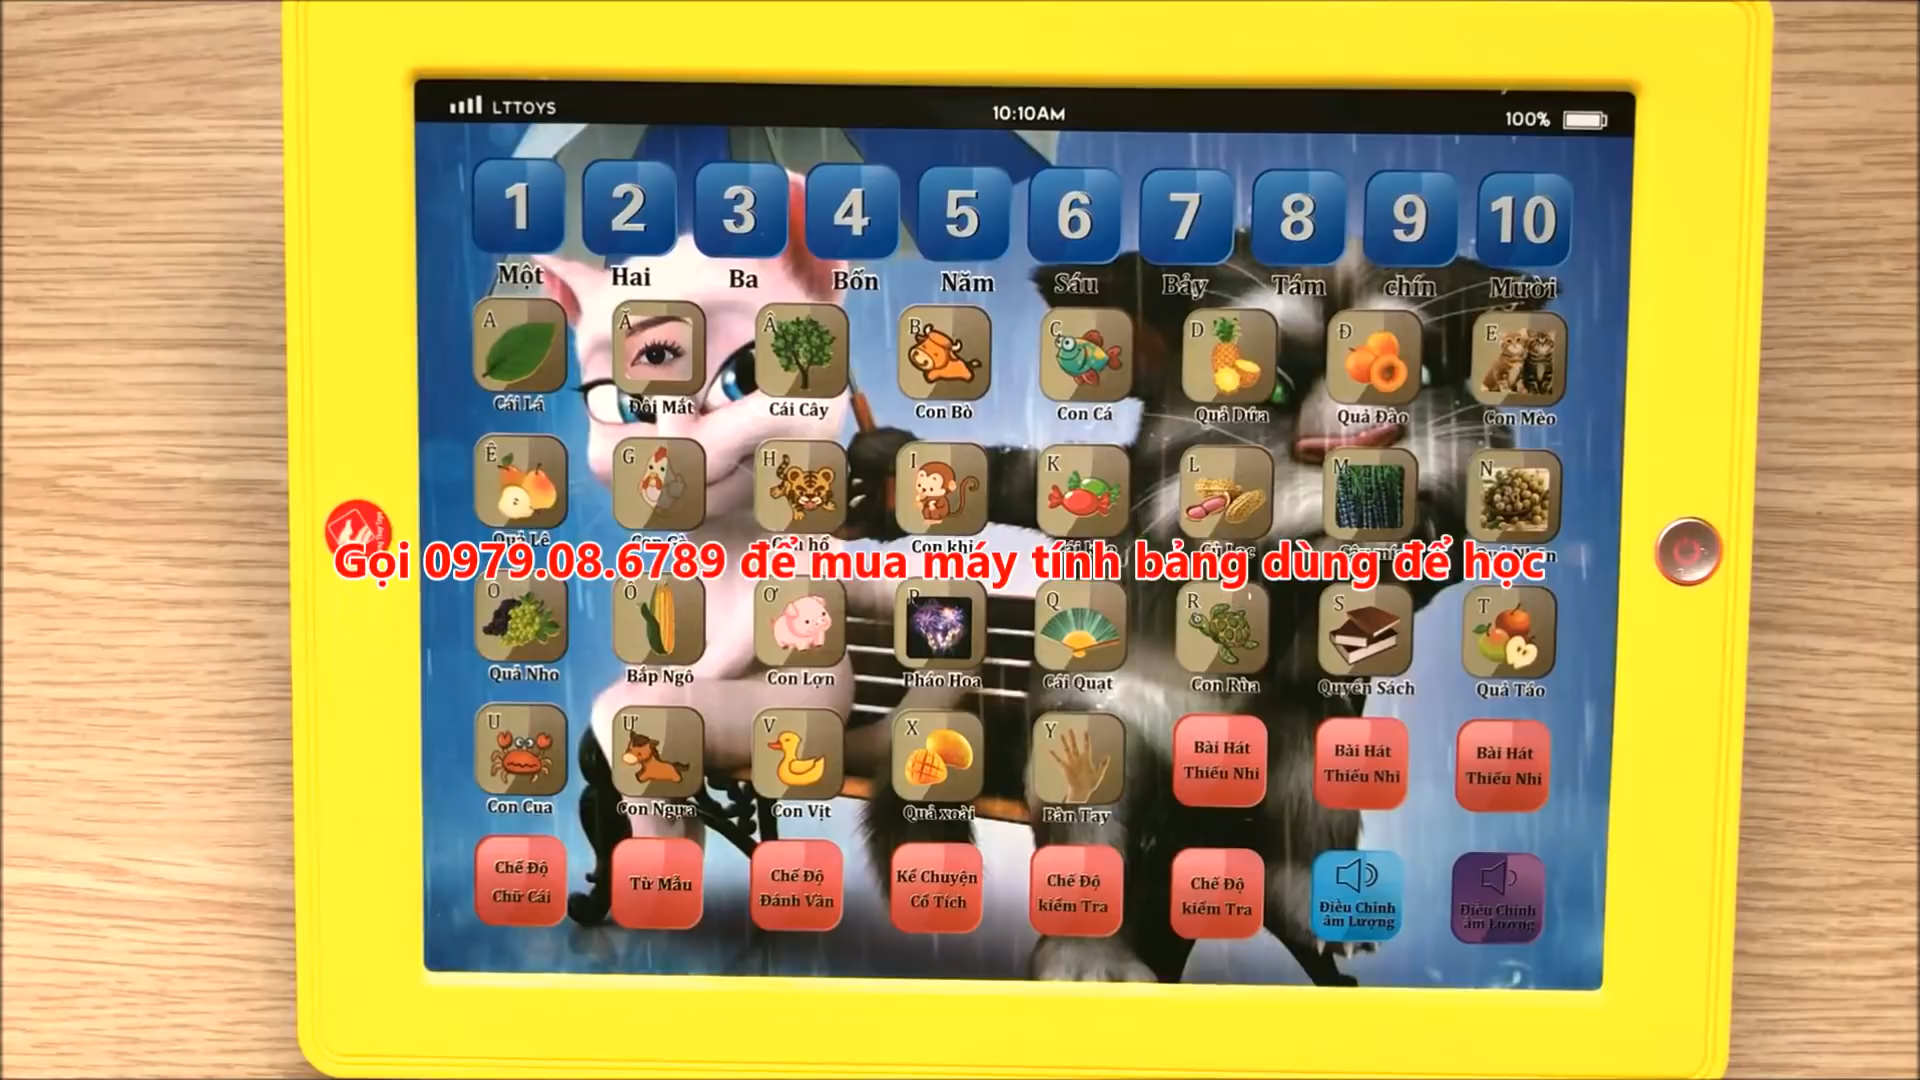 LTTOYS 10:10AM 100%
1 2 3 4 5 6 7 8 9 10
Một Hai Ba Bốn Năm Sáu Bảy Tám chín Mười
A Ă Â B C D Đ E
Cái Lá Đôi Mắt Cái Cây Con Bò Con Cá Quả Dứa Quả Đào Con Mèo
Ê G H I K L M N
Quả Lê Con khỉ
Gọi 0979.08.6789 để mua máy tính bảng dùng để học
O Ô Ơ P Q R S T
Quả Nho Bắp Ngô Con Lợn Pháo Hoa Cái Quạt Con Rùa Quyển Sách Quả Táo
U Ư V X Y
Bài Hát Thiếu Nhi Bài Hát Thiếu Nhi Bài Hát Thiếu Nhi
Con Cua Con Ngựa Con Vịt Quả xoài Bàn Tay
Chế Độ Chữ Cái Từ Mẫu Chế Độ Đánh Vần Kể Chuyện Cổ Tích Chế Độ kiểm Tra Chế Độ kiểm Tra Điều Chỉnh âm Lượng Điều Chỉnh âm Lượng